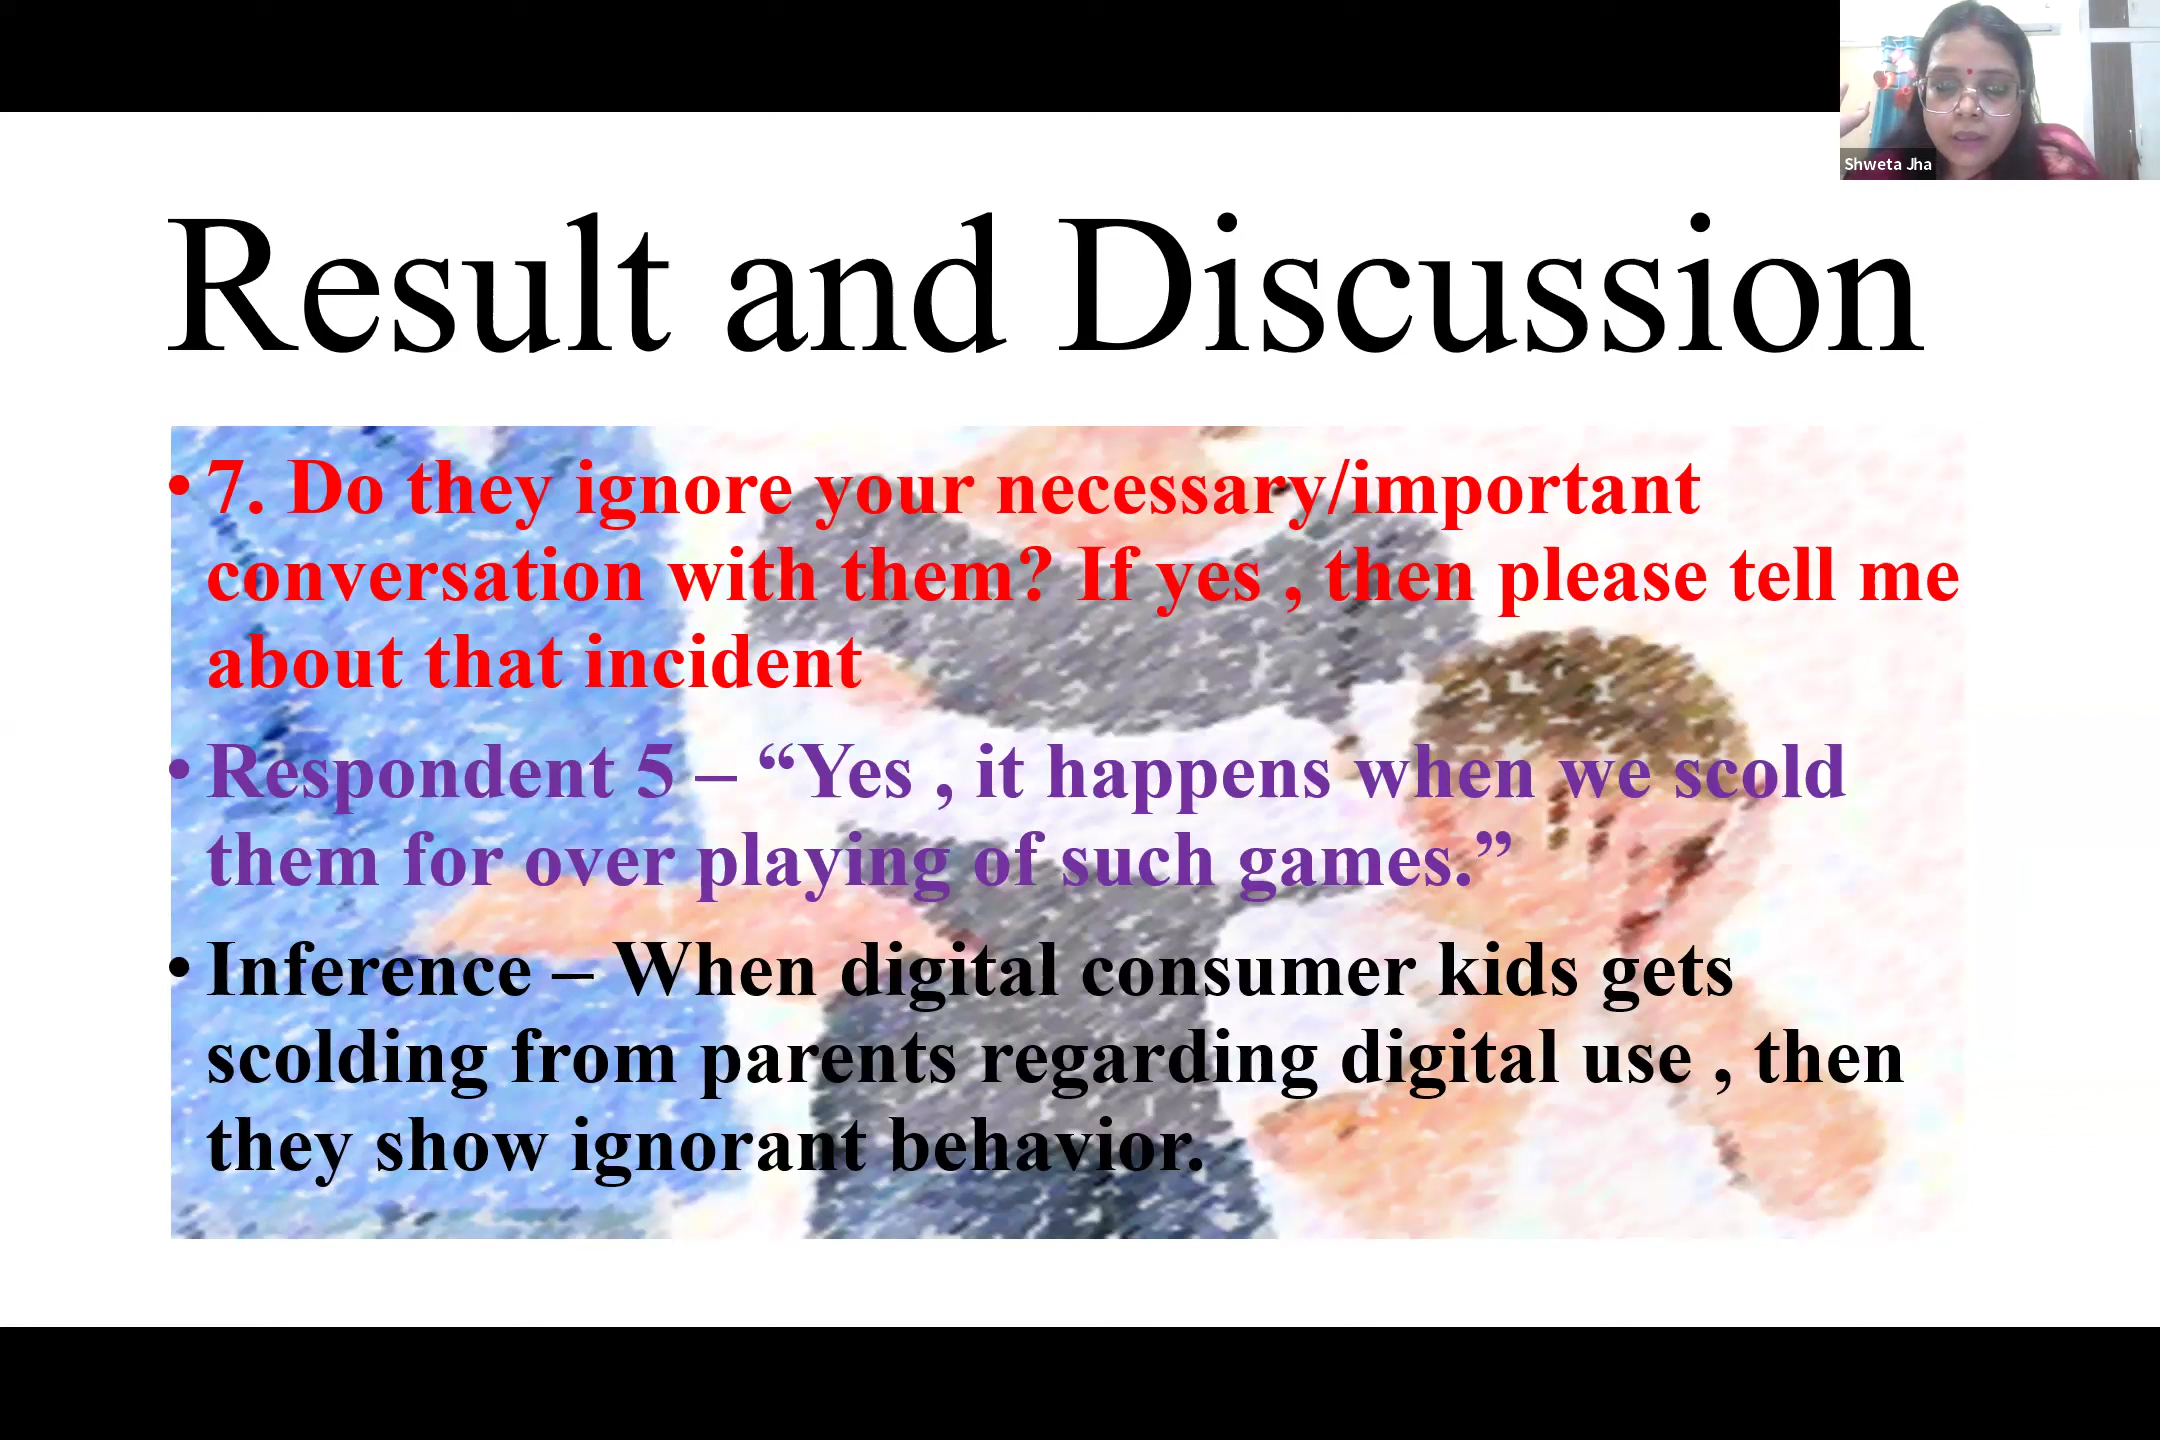 Shweta Jha
Result and Discussion
• 7. Do they ignore your necessary/important
conversation with them? If yes , then please tell me
about that incident
• Respondent 5 – “Yes , it happens when we scold
them for over playing of such games.”
• Inference – When digital consumer kids gets
scolding from parents regarding digital use , then
they show ignorant behavior.